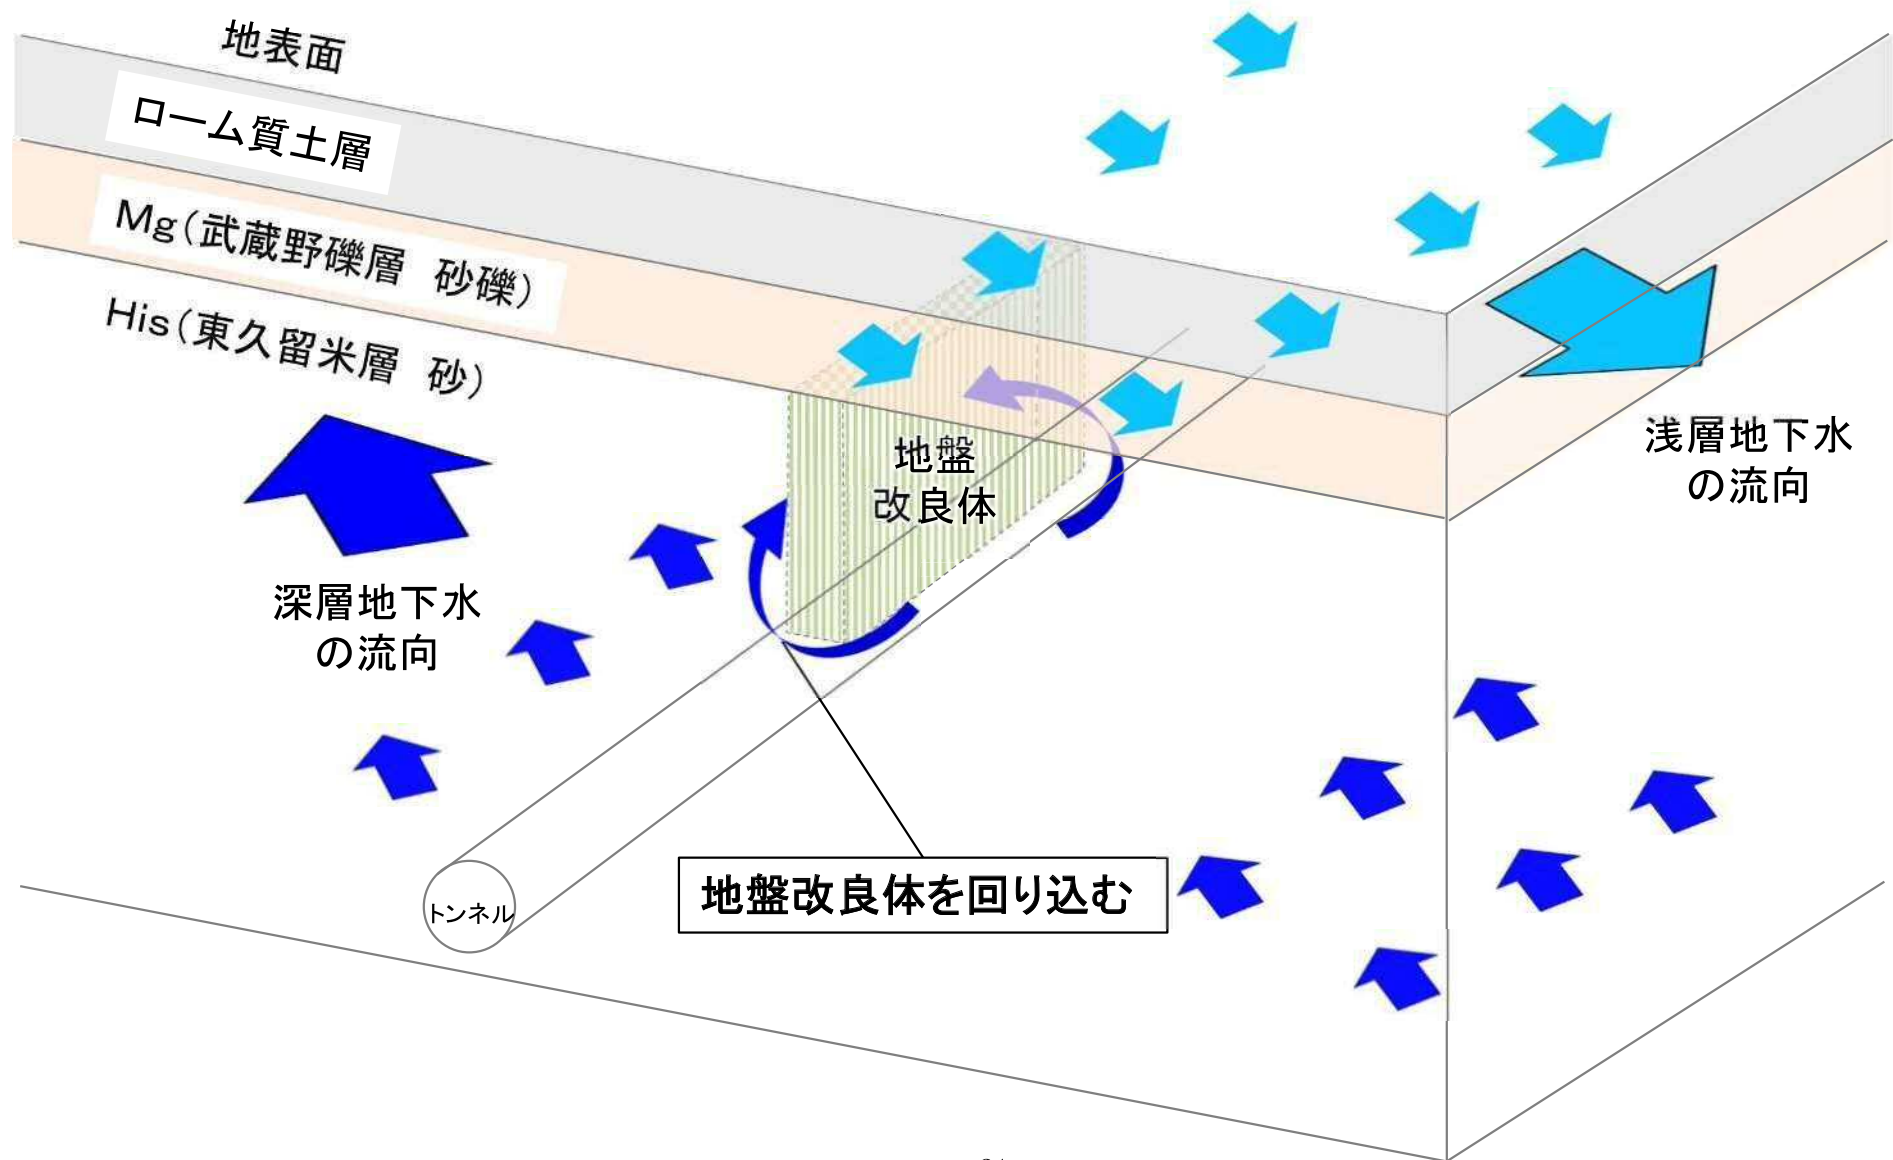 地表面
ローム質土層
Mg(武蔵野礫層 砂礫)
His(東久留米層 砂)
地盤
改良体
浅層地下水
の流向
深層地下水
の流向
地盤改良体を回り込む
トンネル